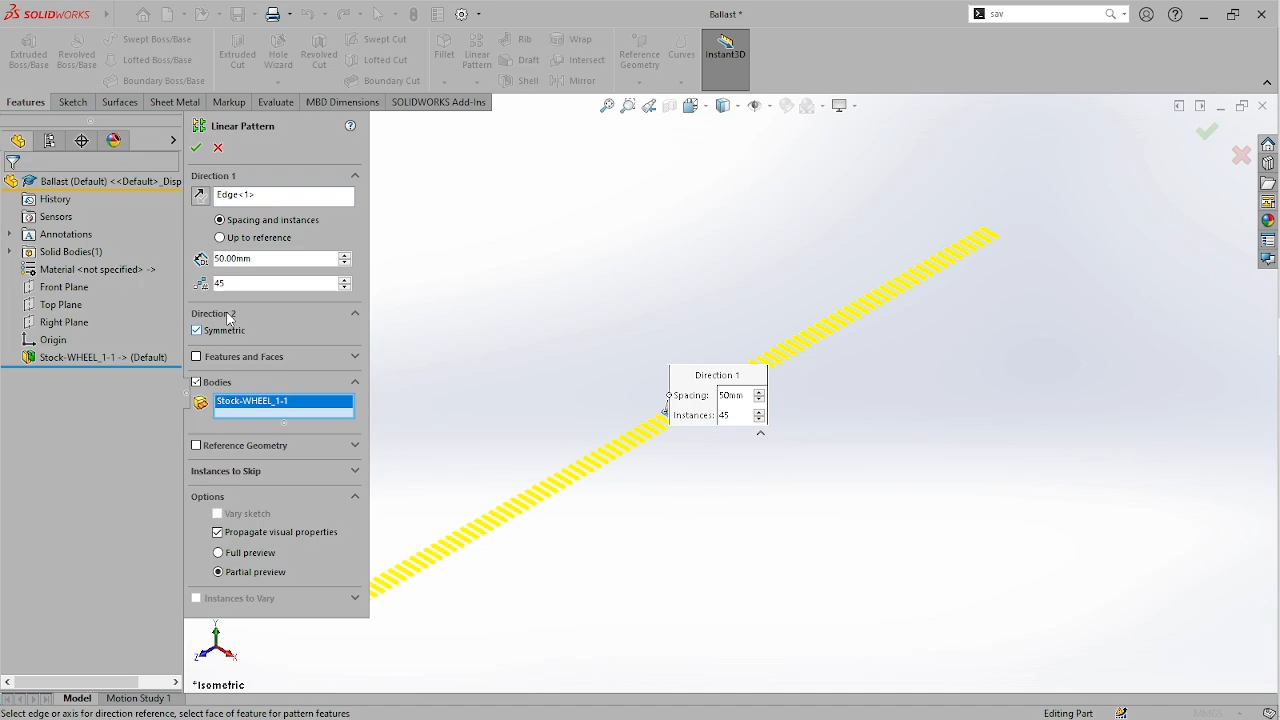 SOLIDWORKS
Ballast *
sav
Extruded Boss/Base
Revolved Boss/Base
Swept Boss/Base
Lofted Boss/Base
Boundary Boss/Base
Extruded Cut
Hole Wizard
Revolved Cut
Swept Cut
Lofted Cut
Boundary Cut
Fillet
Linear Pattern
Rib
Draft
Shell
Wrap
Intersect
Mirror
Reference Geometry
Curves
Instant3D
Features Sketch Surfaces Sheet Metal Markup Evaluate MBD Dimensions SOLIDWORKS Add-Ins
Ballast (Default) <<Default>_Disp
History
Sensors
Annotations
Solid Bodies(1)
Material <not specified> ->
Front Plane
Top Plane
Right Plane
Origin
Stock-WHEEL_1-1 -> (Default)
Linear Pattern
Direction 1
Edge<1>
Spacing and instances
Up to reference
50.00mm
45
Direction 2
Symmetric
Features and Faces
Bodies
Stock-WHEEL_1-1
Reference Geometry
Instances to Skip
Options
Vary sketch
Propagate visual properties
Full preview
Partial preview
Instances to Vary
Direction 1
Spacing: 50mm
Instances: 45
Y
Z X
*Isometric
Model Motion Study 1
Select edge or axis for direction reference, select face of feature for pattern features
Editing Part
MMGS